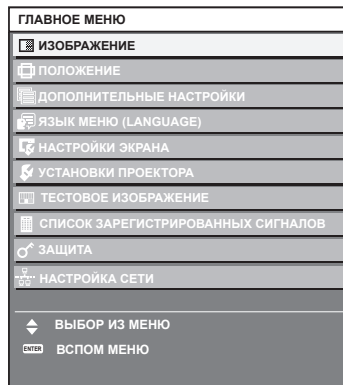 ГЛАВНОЕ МЕНЮ
ИЗОБРАЖЕНИЕ
ПОЛОЖЕНИЕ
ДОПОЛНИТЕЛЬНЫЕ НАСТРОЙКИ
ЯЗЫК МЕНЮ (LANGUAGE)
НАСТРОЙКИ ЭКРАНА
УСТАНОВКИ ПРОЕКТОРА
ТЕСТОВОЕ ИЗОБРАЖЕНИЕ
СПИСОК ЗАРЕГИСТРИРОВАННЫХ СИГНАЛОВ
ЗАЩИТА
НАСТРОЙКА СЕТИ
ВЫБОР ИЗ МЕНЮ
ENTER ВСПОМ МЕНЮ